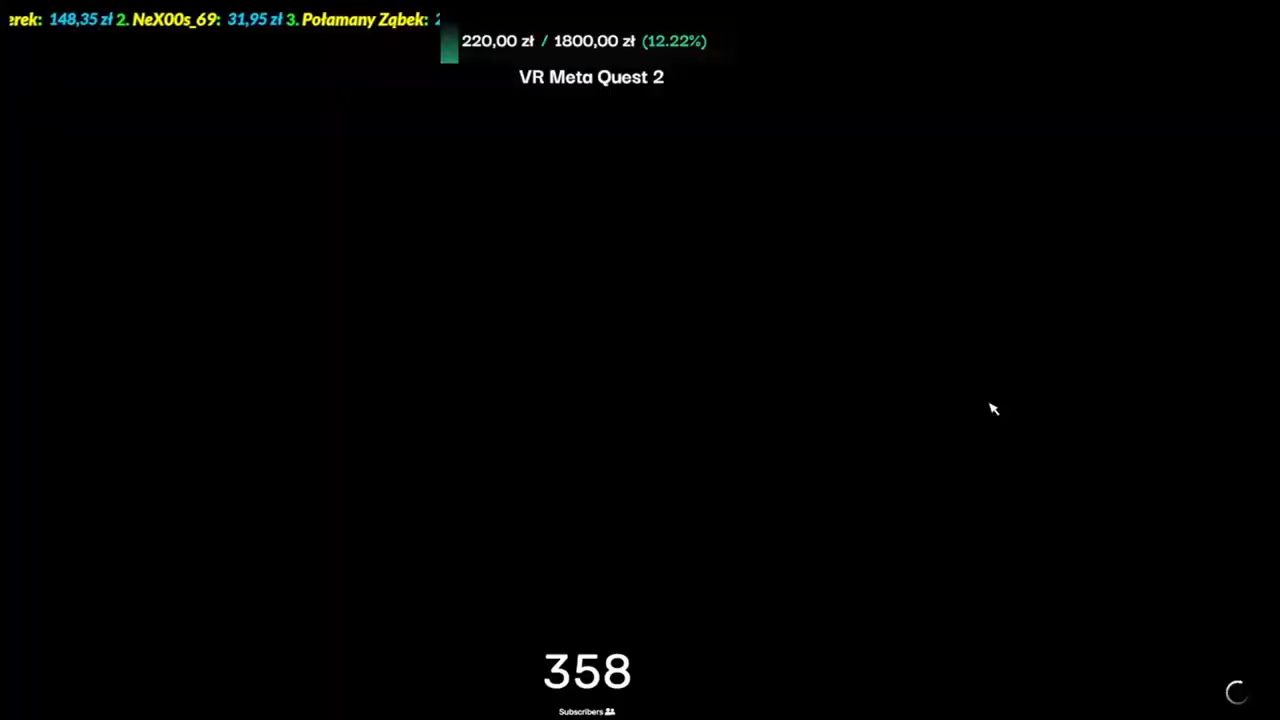 erek: 148,35 zł 2. NeX00s_69: 31,95 zł 3. Połamany Ząbek:
220,00 zł / 1800,00 zł (12.22%)
VR Meta Quest 2
358
Subscribers